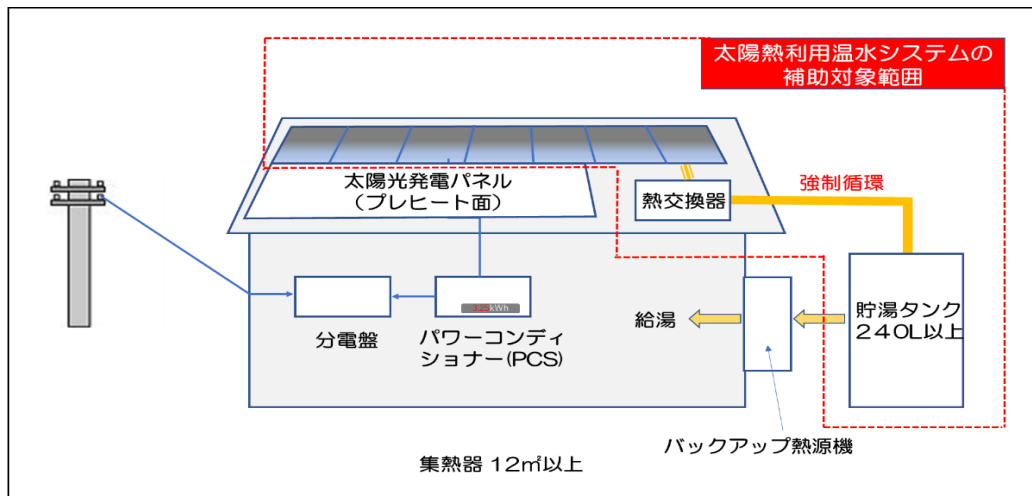 太陽熱利用温水システムの
補助対象範囲
太陽光発電パネル
（プレヒート面）
熱交換器
強制循環
3.25kWh
分電盤
パワーコンディ
ショナー(PCS)
給湯
貯湯タンク
２４０L以上
バックアップ熱源機
集熱器 12㎡以上